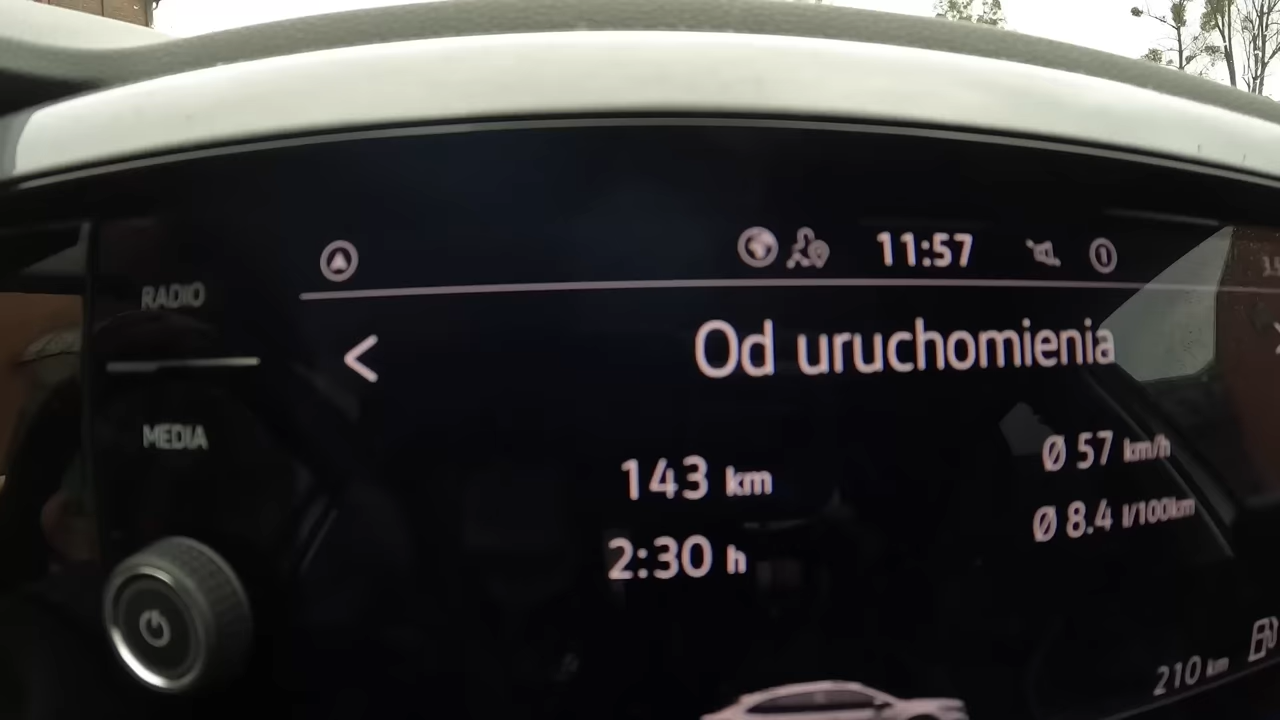 11:57
RADIO
Od uruchomienia
MEDIA
143 km
Ø 57 km/h
2:30 h
Ø 8.4 l/100km
210 km